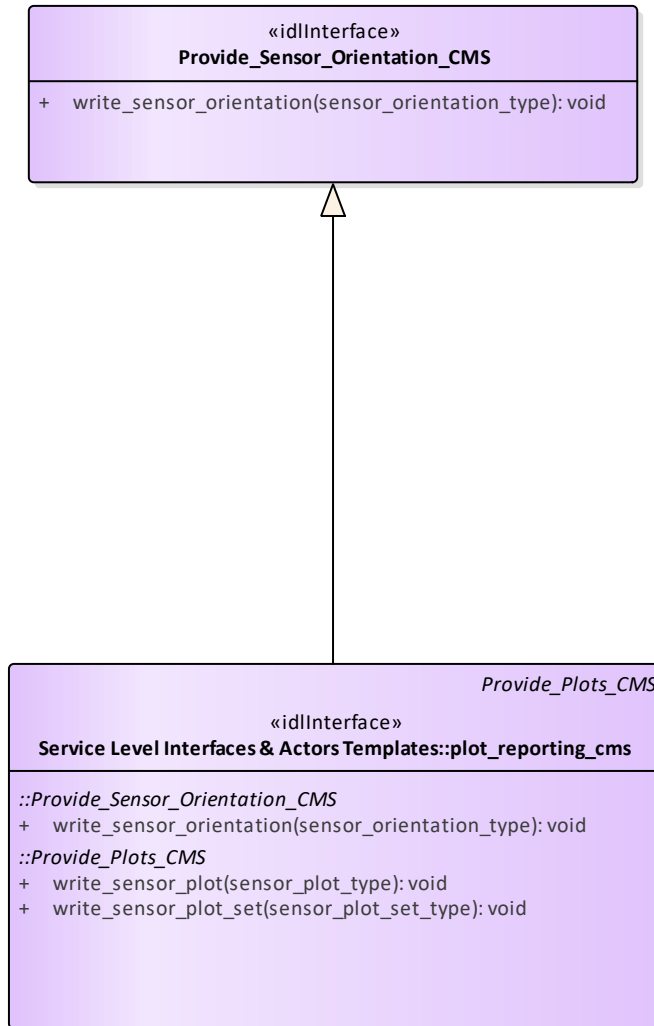 «idlInterface»
Provide_Sensor_Orientation_CMS
+ write_sensor_orientation(sensor_orientation_type): void
Provide_Plots_CMS
«idlInterface»
Service Level Interfaces & Actors Templates::plot_reporting_cms
::Provide_Sensor_Orientation_CMS
+ write_sensor_orientation(sensor_orientation_type): void
::Provide_Plots_CMS
+ write_sensor_plot(sensor_plot_type): void
+ write_sensor_plot_set(sensor_plot_set_type): void